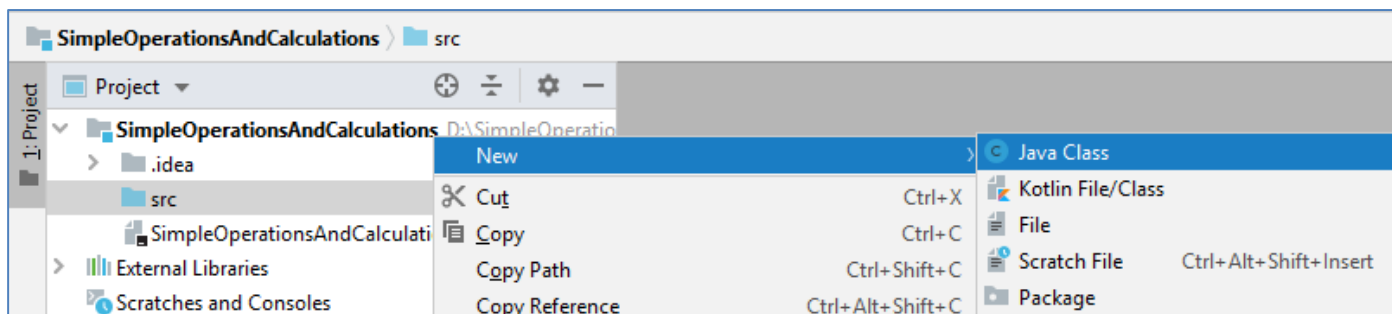 SimpleOperationsAndCalculations 〉 src
1: Project
Project
SimpleOperationsAndCalculations D:\SimpleOperatio
.idea
src
SimpleOperationsAndCalculati
External Libraries
Scratches and Consoles
New
Cut Ctrl+X
Copy Ctrl+C
Copy Path Ctrl+Shift+C
Copy Reference Ctrl+Alt+Shift+C
Java Class
Kotlin File/Class
File
Scratch File Ctrl+Alt+Shift+Insert
Package